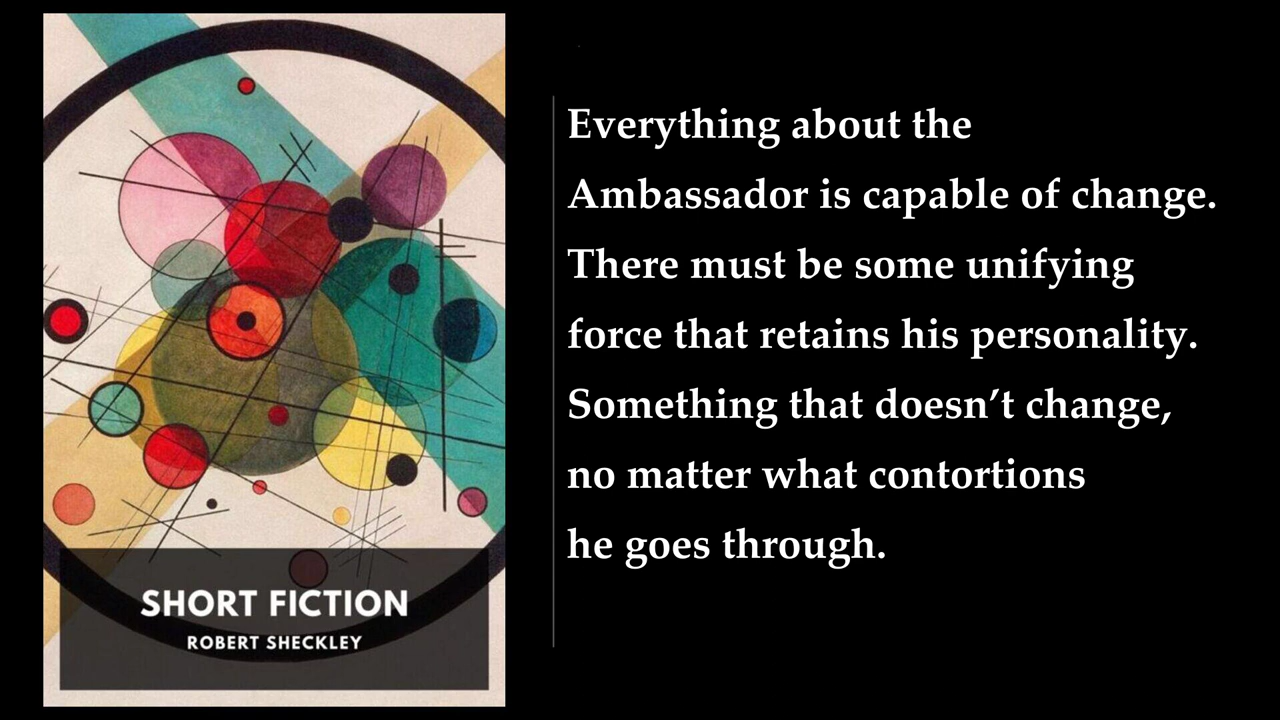 SHORT FICTION
ROBERT SHECKLEY
Everything about the
Ambassador is capable of change.
There must be some unifying
force that retains his personality.
Something that doesn’t change,
no matter what contortions
he goes through.